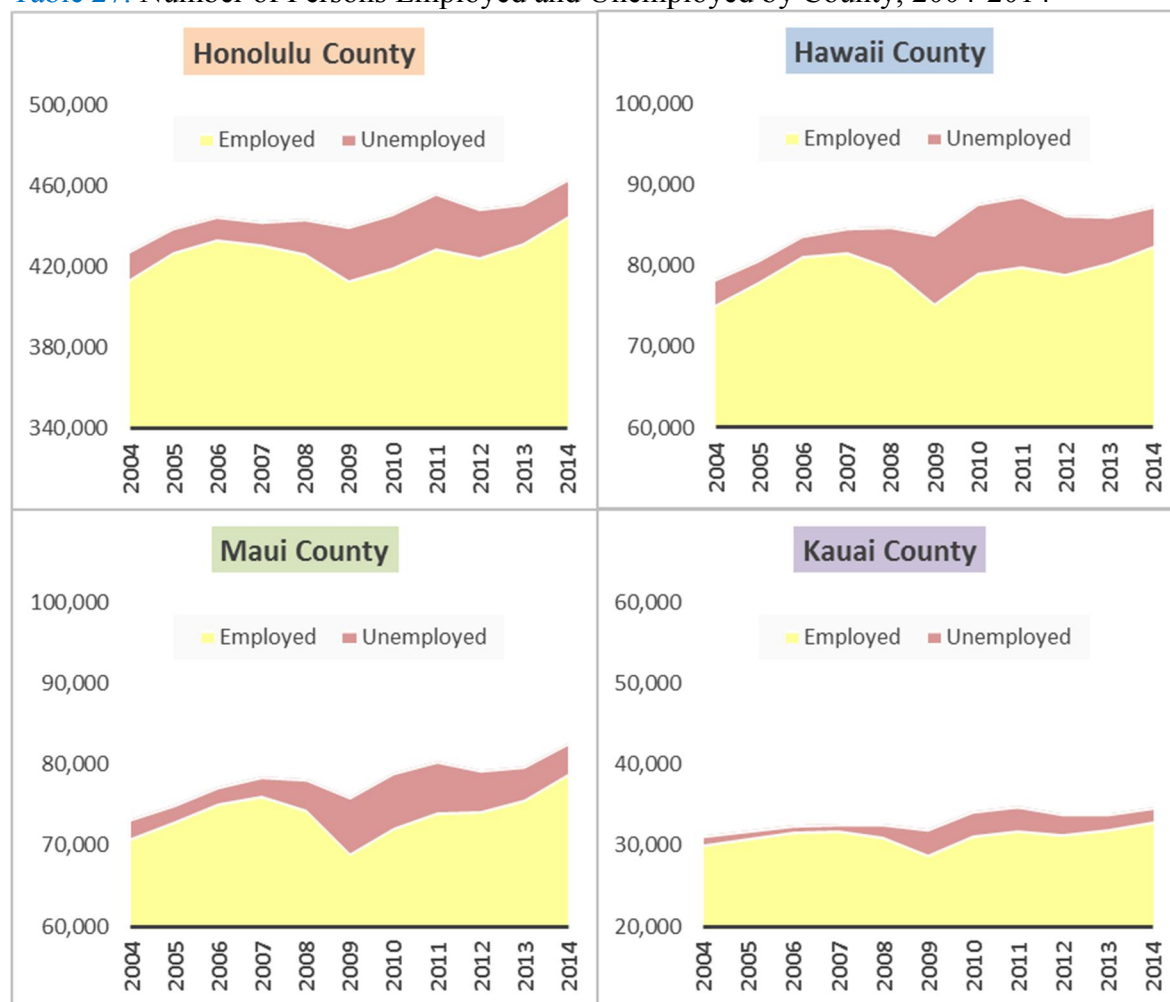 Table 27. Number of Persons Employed and Unemployed by County, 2004-2014
Honolulu County
Employed Unemployed
500,000
460,000
420,000
380,000
340,000
2004 2005 2006 2007 2008 2009 2010 2011 2012 2013 2014
Hawaii County
Employed Unemployed
100,000
90,000
80,000
70,000
60,000
2004 2005 2006 2007 2008 2009 2010 2011 2012 2013 2014
Maui County
Employed Unemployed
100,000
90,000
80,000
70,000
60,000
2004 2005 2006 2007 2008 2009 2010 2011 2012 2013 2014
Kauai County
Employed Unemployed
60,000
50,000
40,000
30,000
20,000
2004 2005 2006 2007 2008 2009 2010 2011 2012 2013 2014